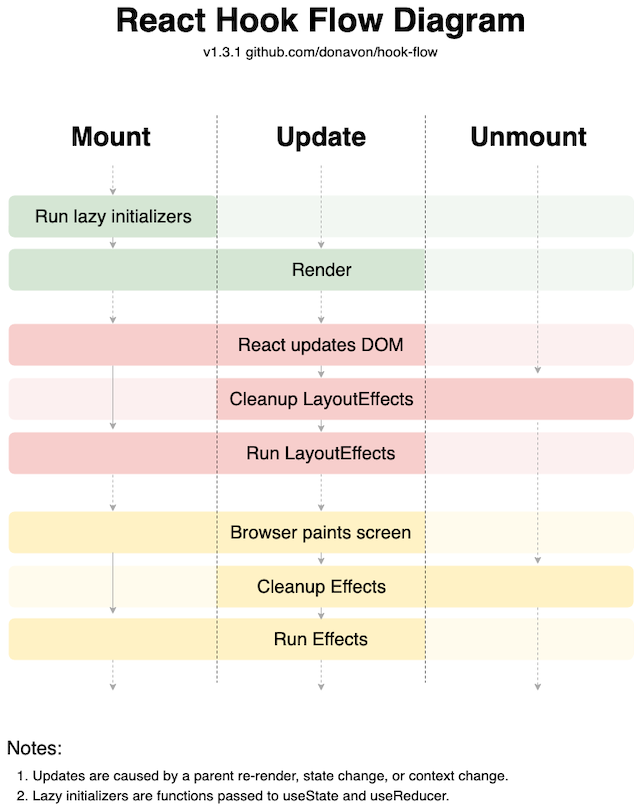 React Hook Flow Diagram
v1.3.1 github.com/donavon/hook-flow
Mount
Update
Unmount
Run lazy initializers
Render
React updates DOM
Cleanup LayoutEffects
Run LayoutEffects
Browser paints screen
Cleanup Effects
Run Effects
Notes:
1. Updates are caused by a parent re-render, state change, or context change.
2. Lazy initializers are functions passed to useState and useReducer.